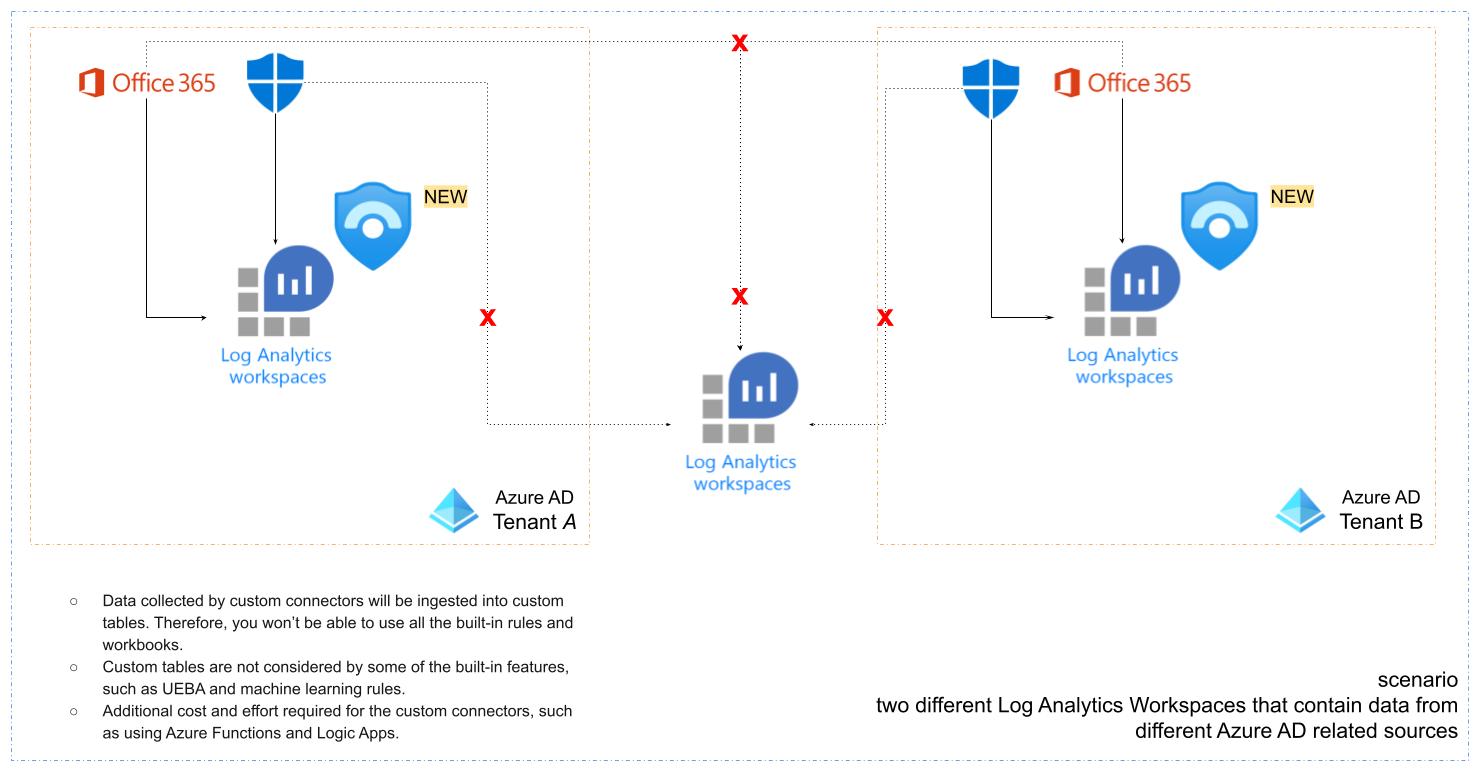 X
Office 365
Office 365
NEW
NEW
X
X
X
Log Analytics
workspaces
Log Analytics
workspaces
Log Analytics
workspaces
Azure AD
Tenant A
Azure AD
Tenant B
○ Data collected by custom connectors will be ingested into custom
tables. Therefore, you won’t be able to use all the built-in rules and
workbooks.
○ Custom tables are not considered by some of the built-in features,
such as UEBA and machine learning rules.
○ Additional cost and effort required for the custom connectors, such
as using Azure Functions and Logic Apps.
scenario
two different Log Analytics Workspaces that contain data from
different Azure AD related sources